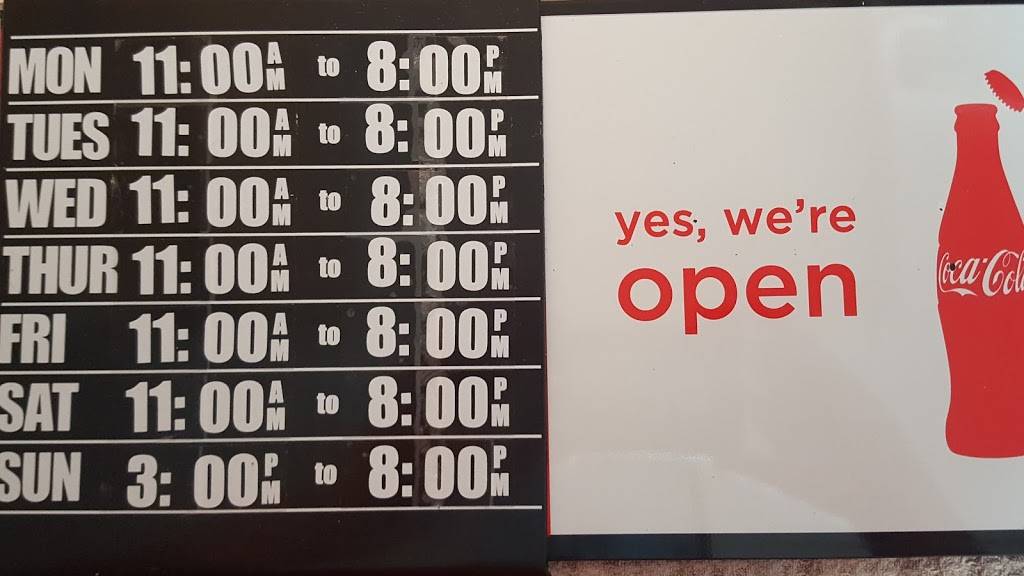 MON 11:00AM to 8:00PM
TUES 11:00AM to 8:00PM
WED 11:00AM to 8:00PM
THUR 11:00AM to 8:00PM
FRI 11:00AM to 8:00PM
SAT 11:00AM to 8:00PM
SUN 3:00PM to 8:00PM
yes, we're
open
Coca-Col